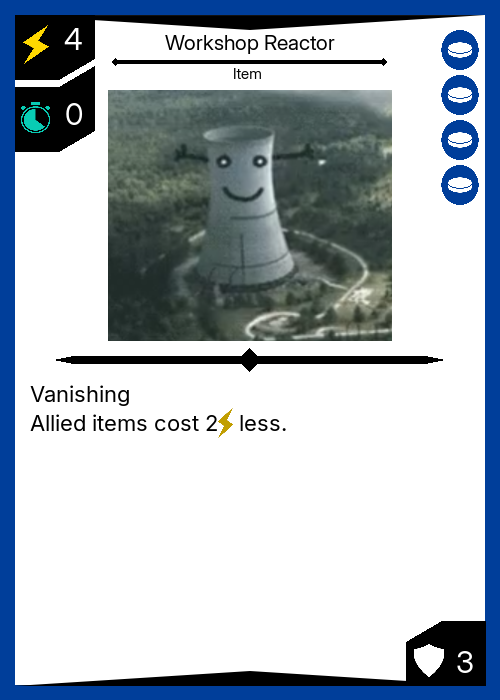 4
Workshop Reactor
Item
0
Vanishing
Allied items cost 2 less.
3